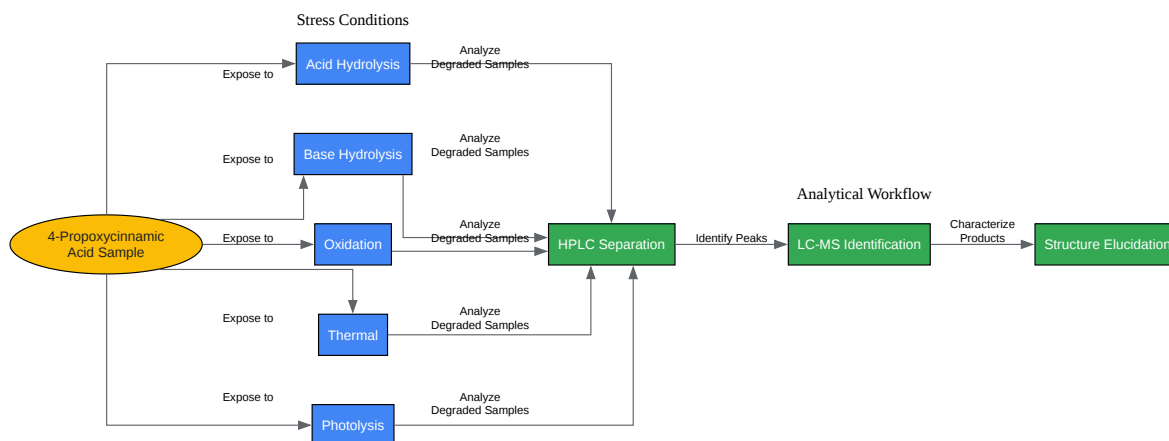 Stress Conditions
Analyze
Degraded Samples
Expose to
Acid Hydrolysis
Analyze
Degraded Samples
Expose to
Base Hydrolysis
Analytical Workflow
4-Propoxycinnamic
Acid Sample
Expose to
Oxidation
Analyze
Degraded Samples
HPLC Separation
Identify Peaks
LC-MS Identification
Characterize
Products
Structure Elucidation
Expose to
Thermal
Analyze
Degraded Samples
Expose to
Photolysis
Analyze
Degraded Samples